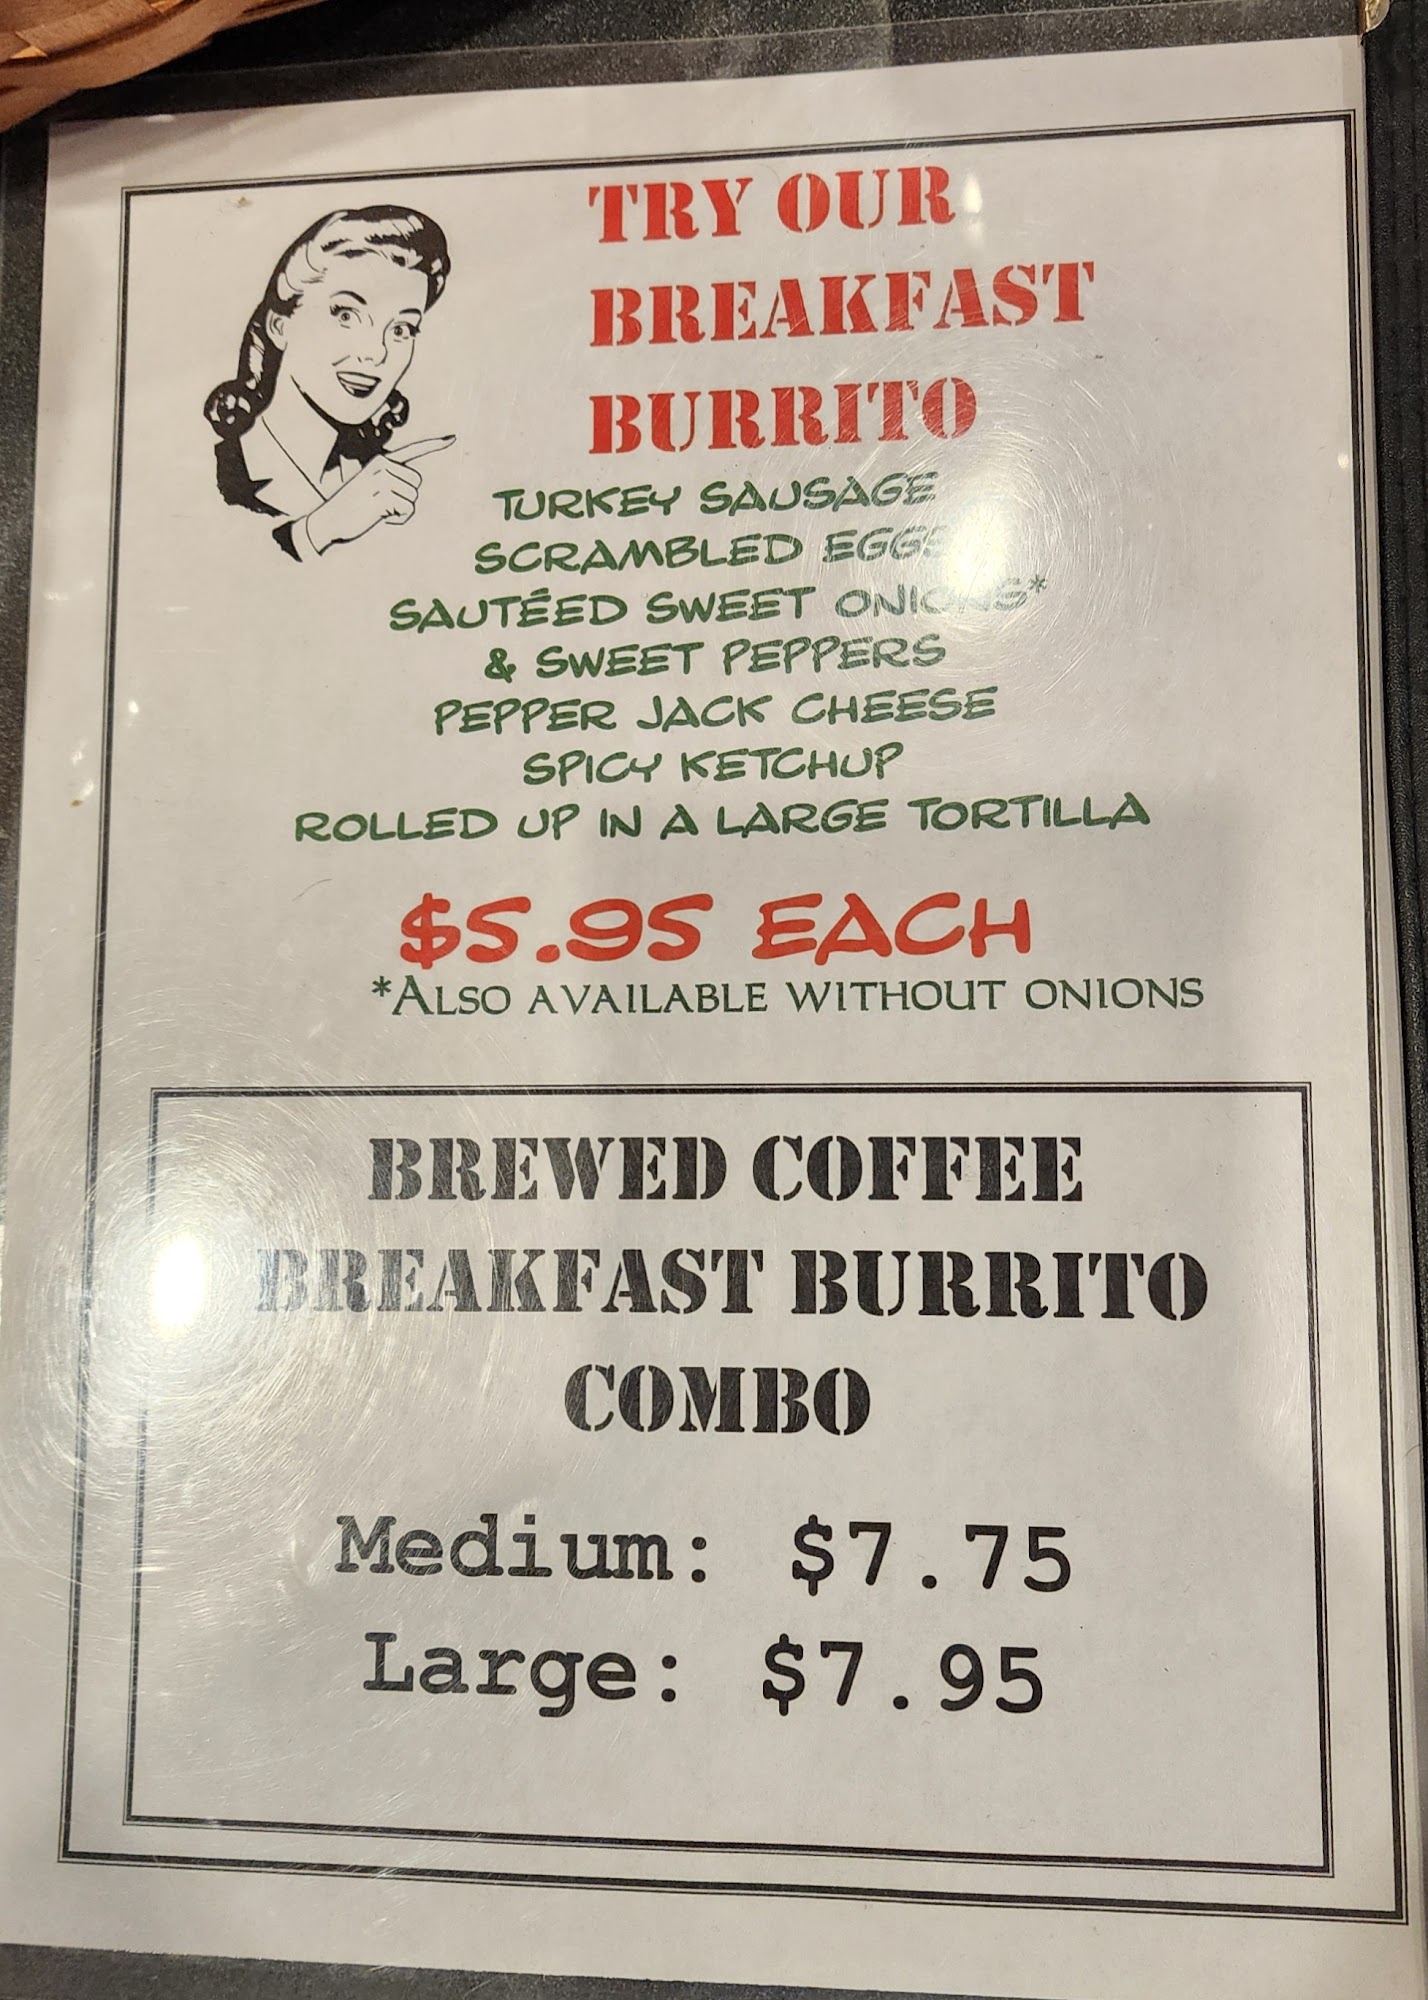 TRY OUR
BREAKFAST
BURRITO
TURKEY SAUSAGE
SCRAMBLED EGGS
SAUTÉED SWEET ONIONS*
& SWEET PEPPERS
PEPPER JACK CHEESE
SPICY KETCHUP
ROLLED UP IN A LARGE TORTILLA
$5.95 EACH
*ALSO AVAILABLE WITHOUT ONIONS
BREWED COFFEE
BREAKFAST BURRITO
COMBO
Medium: $7.75
Large: $7.95